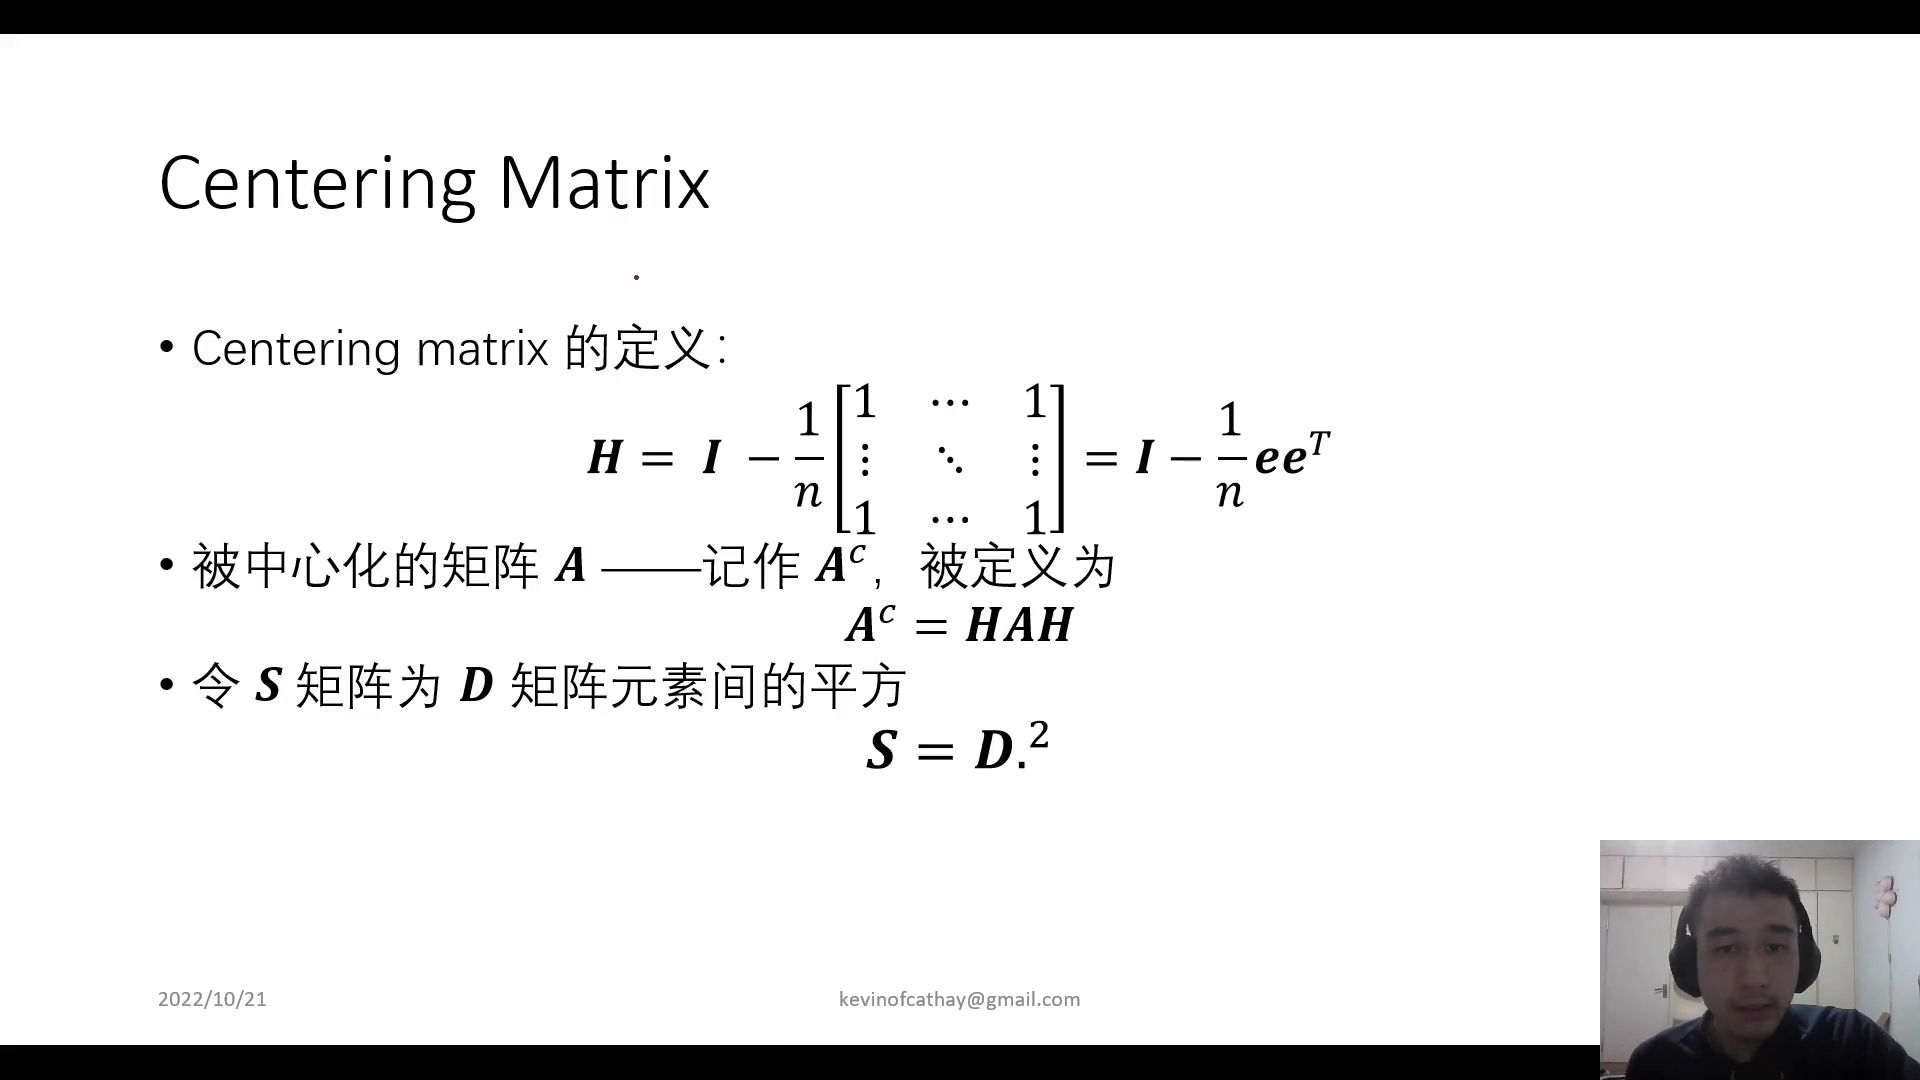 Centering Matrix
• Centering matrix 的定义：
H = I − 1/n [1 ⋯ 1 ⋮ ⋱ ⋮ 1 ⋯ 1] = I − 1/n ee^T
• 被中心化的矩阵 A ——记作 A^c，被定义为
A^c = HAH
• 令 S 矩阵为 D 矩阵元素间的平方
S = D.^2
2022/10/21
kevinofcathay@gmail.com